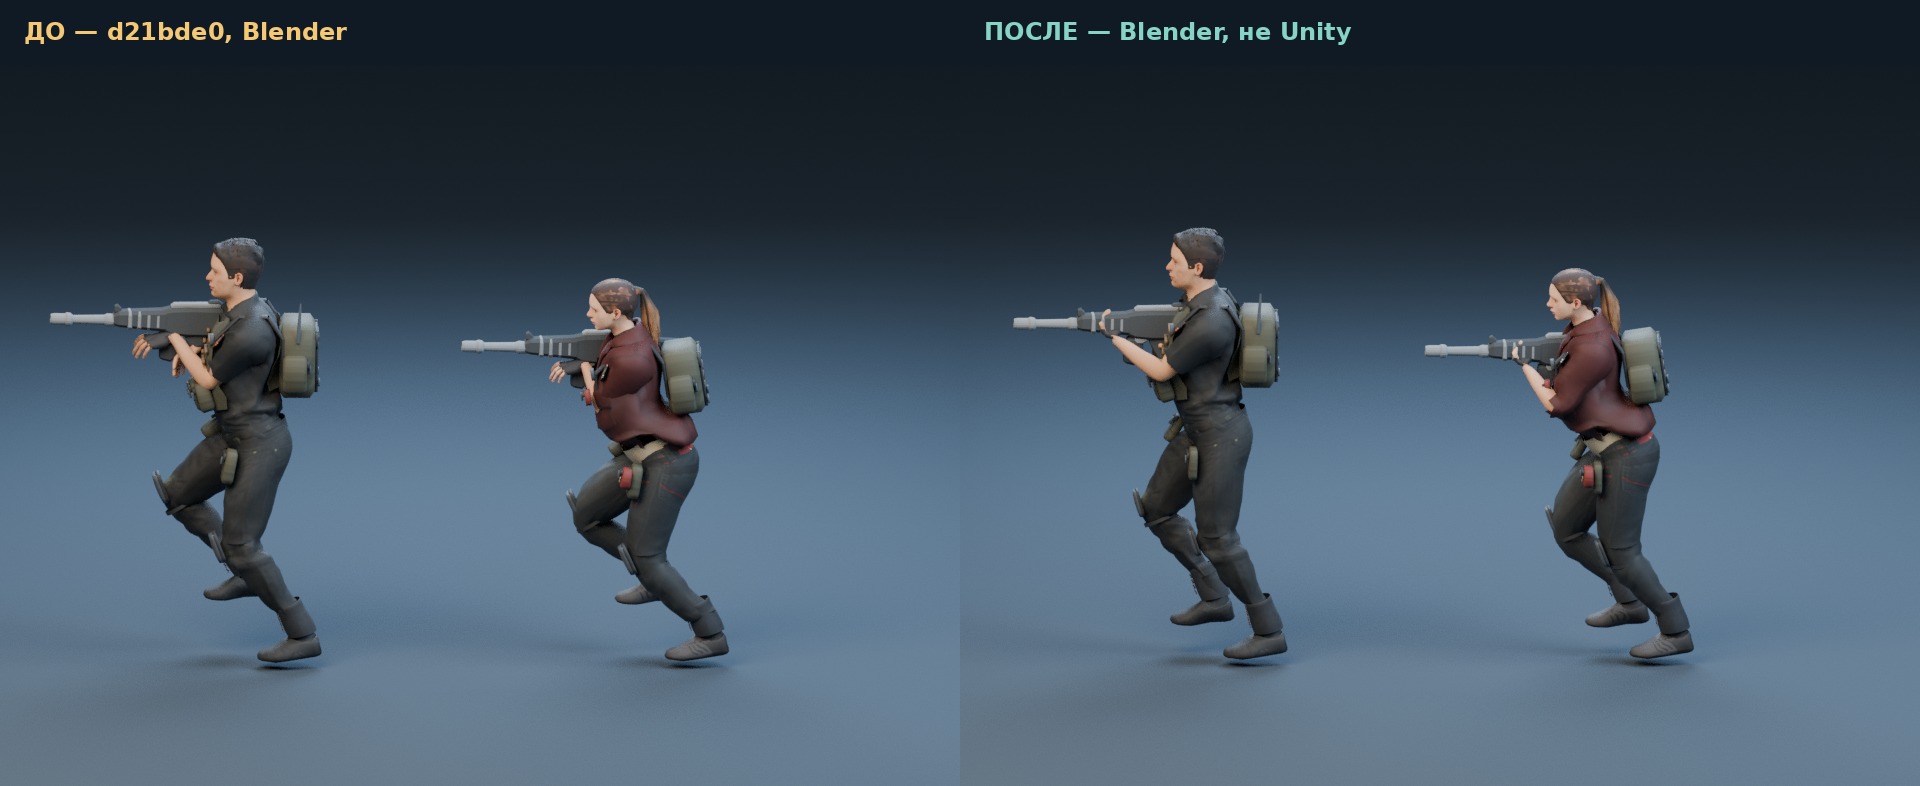 ДО — d21bde0, Blender
ПОСЛЕ — Blender, не Unity